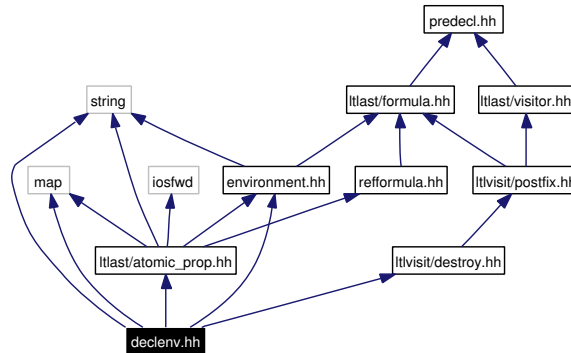 predecl.hh
string
ltlast/formula.hh
ltlast/visitor.hh
map
iosfwd
environment.hh
refformula.hh
ltlvisit/postfix.hh
ltlast/atomic_prop.hh
ltlvisit/destroy.hh
declenv.hh